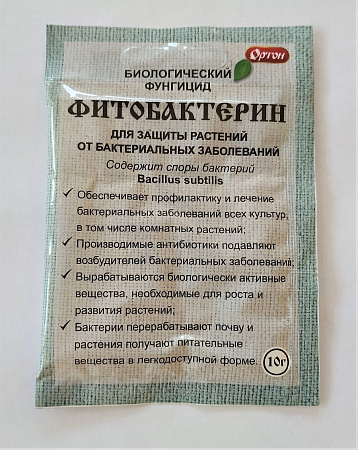 Ортон
БИОЛОГИЧЕСКИЙ
ФУНГИЦИД
ФИТОБАКТЕРИН
ДЛЯ ЗАЩИТЫ РАСТЕНИЙ
ОТ БАКТЕРИАЛЬНЫХ ЗАБОЛЕВАНИЙ
Содержит споры бактерий
Bacillus subtilis
✓ Обеспечивает профилактику и лечение
бактериальных заболеваний всех культур,
в том числе комнатных растений;
✓ Производимые антибиотики подавляют
возбудителей бактериальных заболеваний;
✓ Вырабатываются биологически активные
вещества, необходимые для роста и
развития растений;
✓ Бактерии перерабатывают почву и
растения получают питательные
вещества в легкодоступной форме.
10г